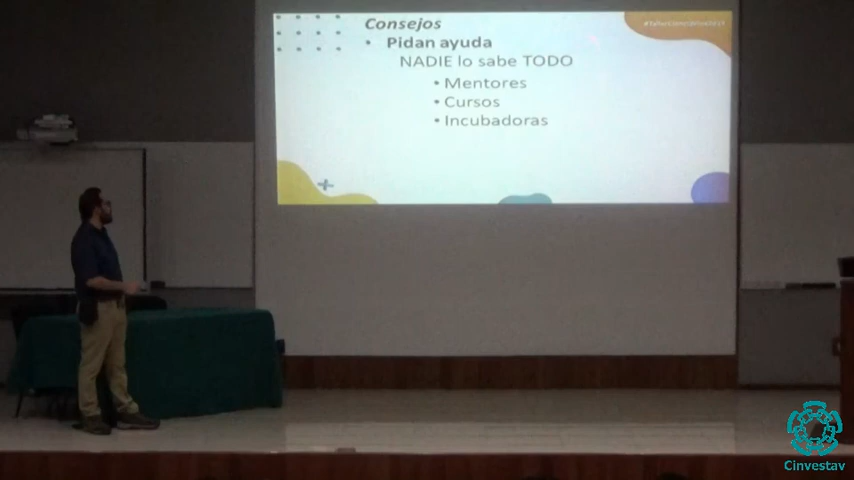 Consejos
• Pidan ayuda
NADIE lo sabe TODO
• Mentores
• Cursos
• Incubadoras
Cinvestav